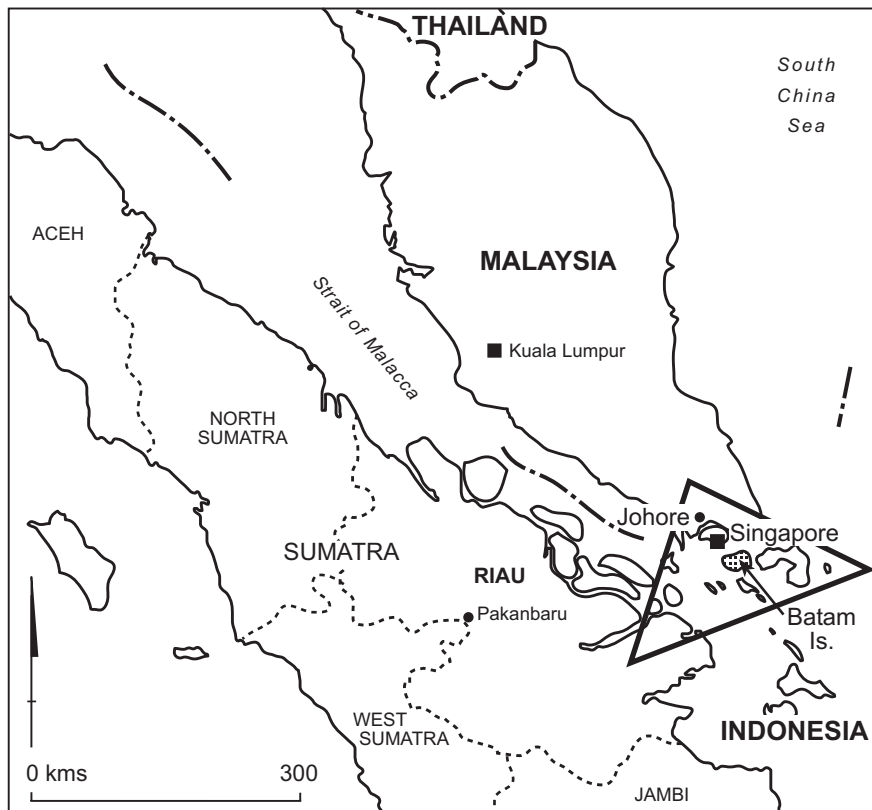 THAILAND
South
China
Sea
ACEH
MALAYSIA
Strait of Malacca
Kuala Lumpur
NORTH
SUMATRA
Johore
Singapore
SUMATRA
RIAU
Pakanbaru
Batam
Is.
WEST
SUMATRA
INDONESIA
0 kms
300
JAMBI